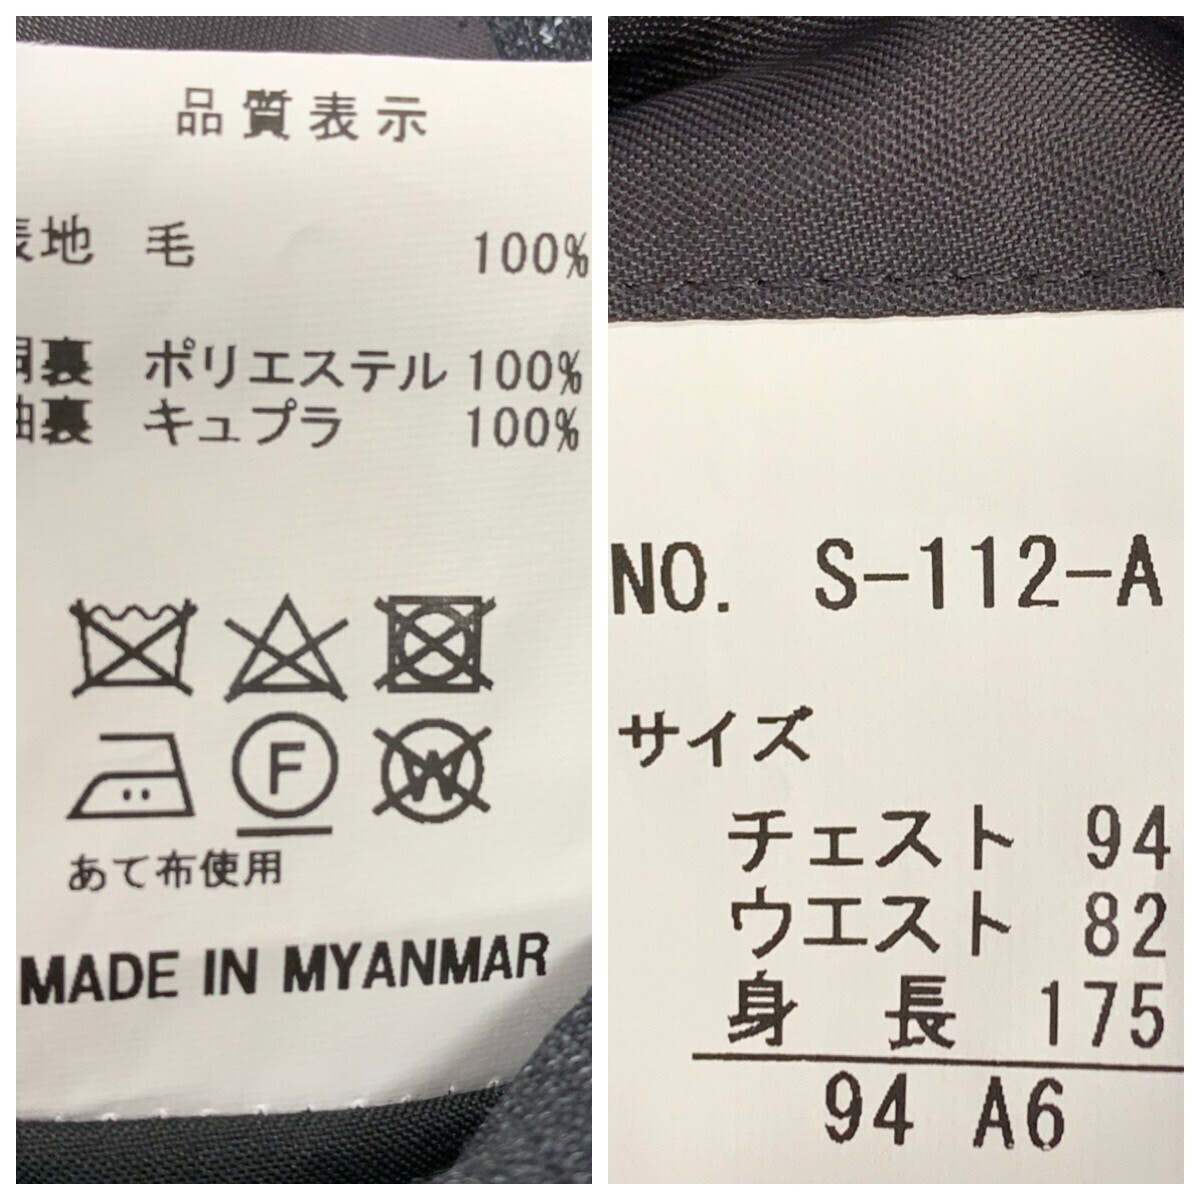 品質表示
表地 毛 100%
胴裏 ポリエステル 100%
袖裏 キュプラ 100%
F
W
あて布使用
MADE IN MYANMAR
NO. S-112-A
サイズ
チェスト 94
ウエスト 82
身長 175
94 A6